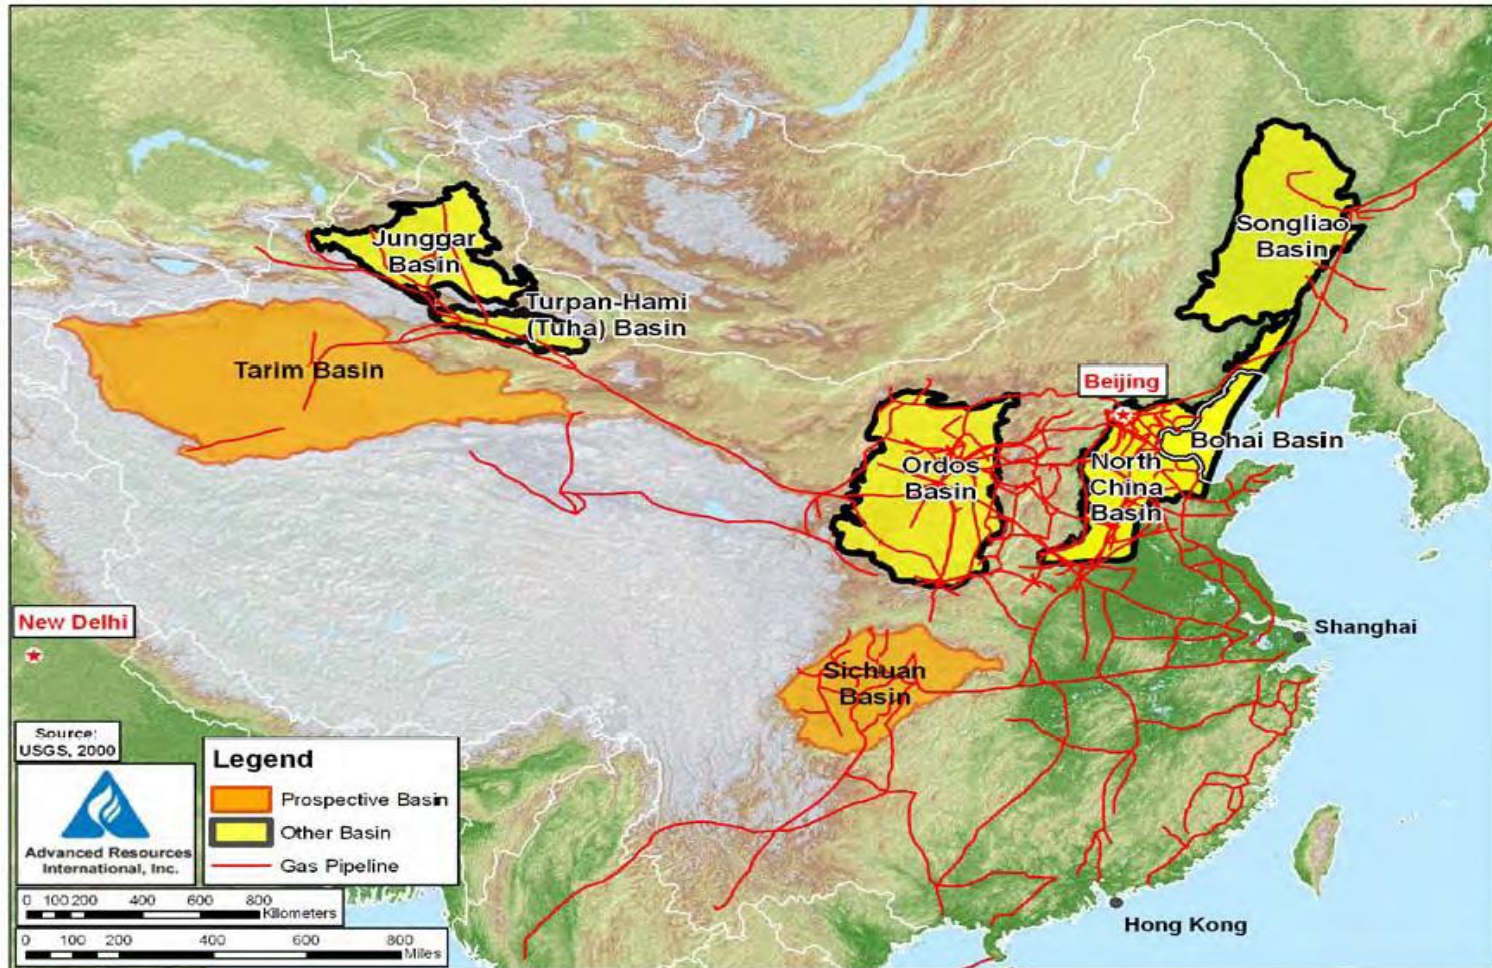 Junggar
Basin
Turpan-Hami
(Tuha) Basin
Tarim Basin
Songliao
Basin
Beijing
Bohai Basin
Ordos
Basin
North
China
Basin
New Delhi
Shanghai
Sichuan
Basin
Hong Kong
Source:
USGS, 2000
Advanced Resources
International, Inc.
Legend
Prospective Basin
Other Basin
Gas Pipeline
0 100 200 400 600 800
Kilometers
0 100 200 400 600 800
Miles